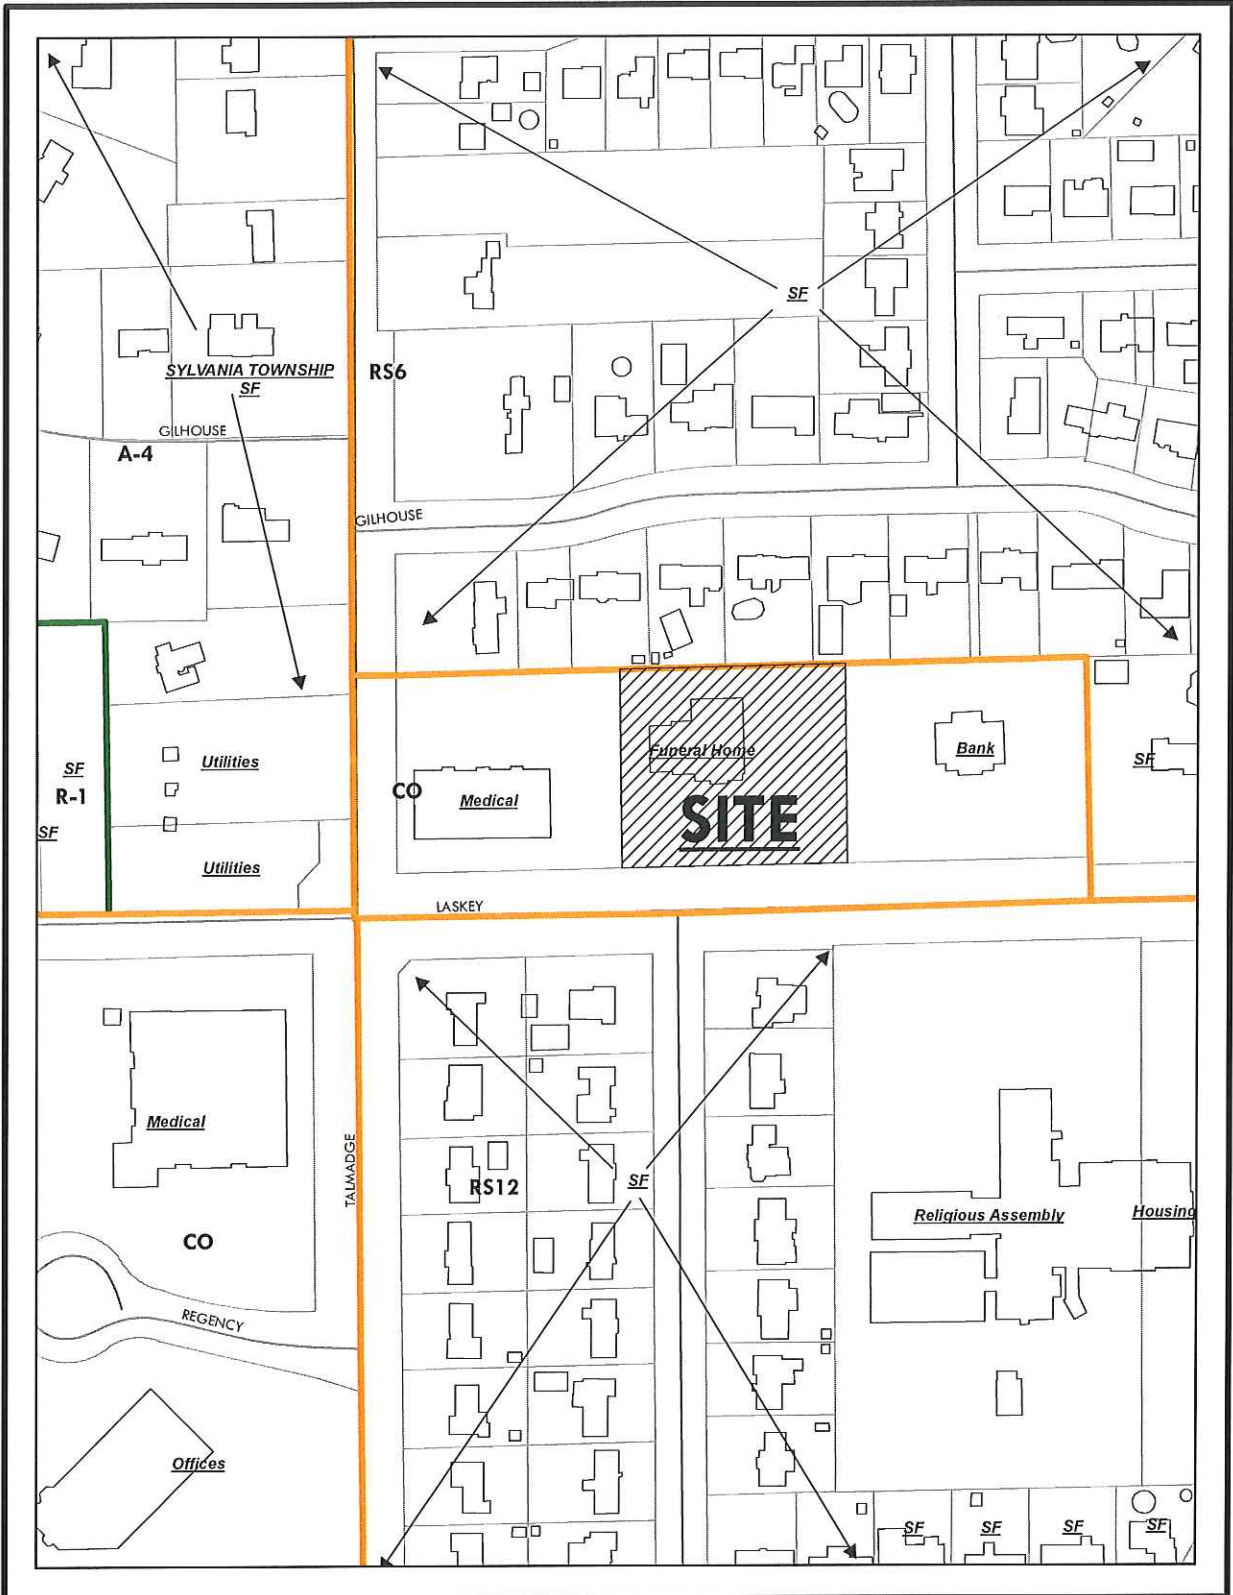 SF
SYLVANIA TOWNSHIP
SF
RS6
GILHOUSE
A-4
GILHOUSE
SF
R-1
SF
Utilities
Utilities
CO
Medical
Funeral Home
SITE
Bank
SF
LASKEY
TALMADGE
Medical
CO
REGENCY
Offices
RS12
SF
Religious Assembly
Housing
SF
SF
SF
SF